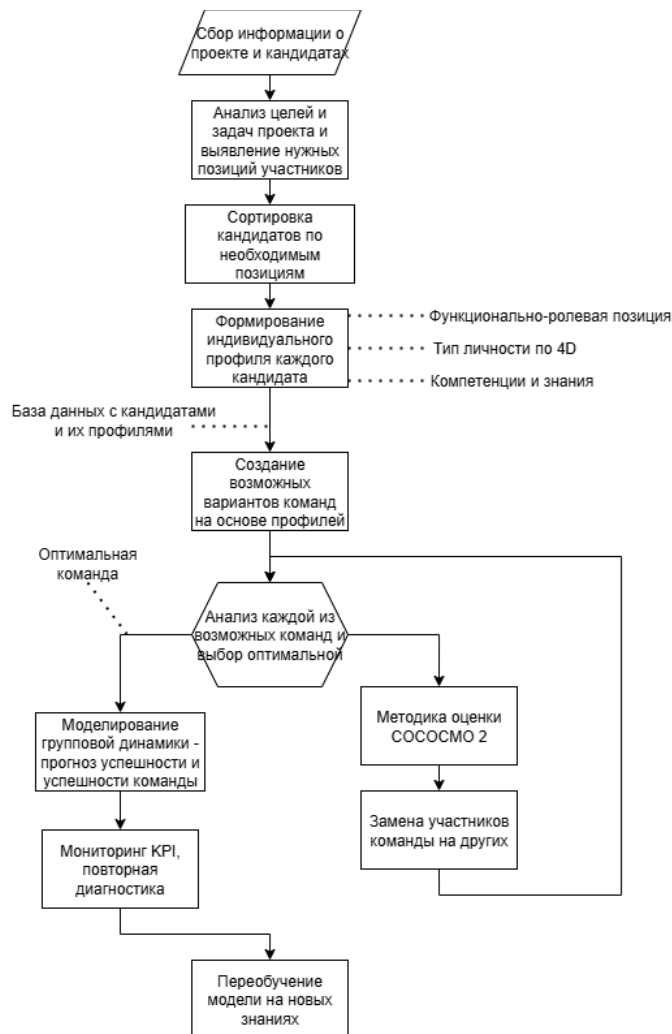 Сбор информации о
проекте и кандидатах
Анализ целей и
задач проекта и
выявление нужных
позиций участников
Сортировка
кандидатов по
необходимым
позициям
Формирование
индивидуального
профиля каждого
кандидата
Функционально-ролевая позиция
Тип личности по 4D
Компетенции и знания
База данных с кандидатами
и их профилями
Создание
возможных
вариантов команд
на основе профилей
Оптимальная
команда
Анализ каждой из
возможных команд и
выбор оптимальной
Моделирование
групповой динамики -
прогноз успешности и
успешности команды
Методика оценки
COCOCMO 2
Мониторинг KPI,
повторная
диагностика
Замена участников
команды на других
Переобучение
модели на новых
знаниях